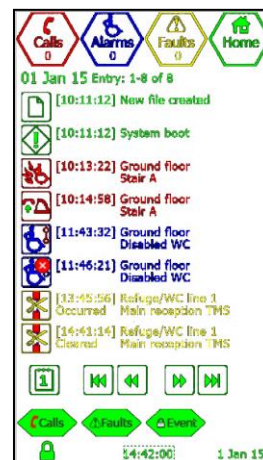 Calls
0
Alarms
0
Faults
0
Home
01 Jan 15 Entry: 1-8 of 8
[10:11:12] New file created
[10:11:12] System boot
[10:13:22] Ground floor
Stair A
[10:14:58] Ground floor
Stair A
[11:43:32] Ground floor
Disabled WC
[11:46:21] Ground floor
Disabled WC
[13:45:56] Refuge/WC line 1
Occurred Main reception TMS
[14:41:14] Refuge/WC line 1
Cleared Main reception TMS
1
Calls
Faults
Event
14:42:00 1 Jan 15